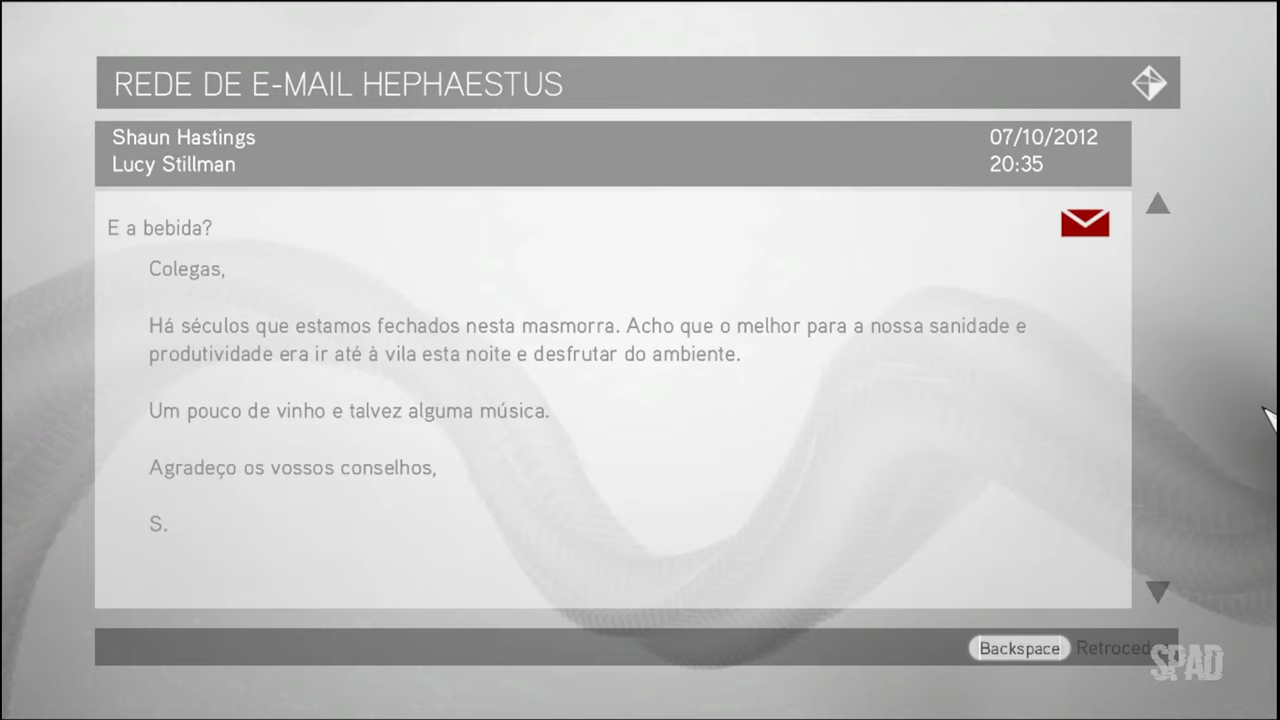 REDE DE E-MAIL HEPHAESTUS
Shaun Hastings
07/10/2012
Lucy Stillman
20:35
E a bebida?
Colegas,
Há séculos que estamos fechados nesta masmorra. Acho que o melhor para a nossa sanidade e
produtividade era ir até à vila esta noite e desfrutar do ambiente.
Um pouco de vinho e talvez alguma música.
Agradeço os vossos conselhos,
S.
Backspace
SPAD